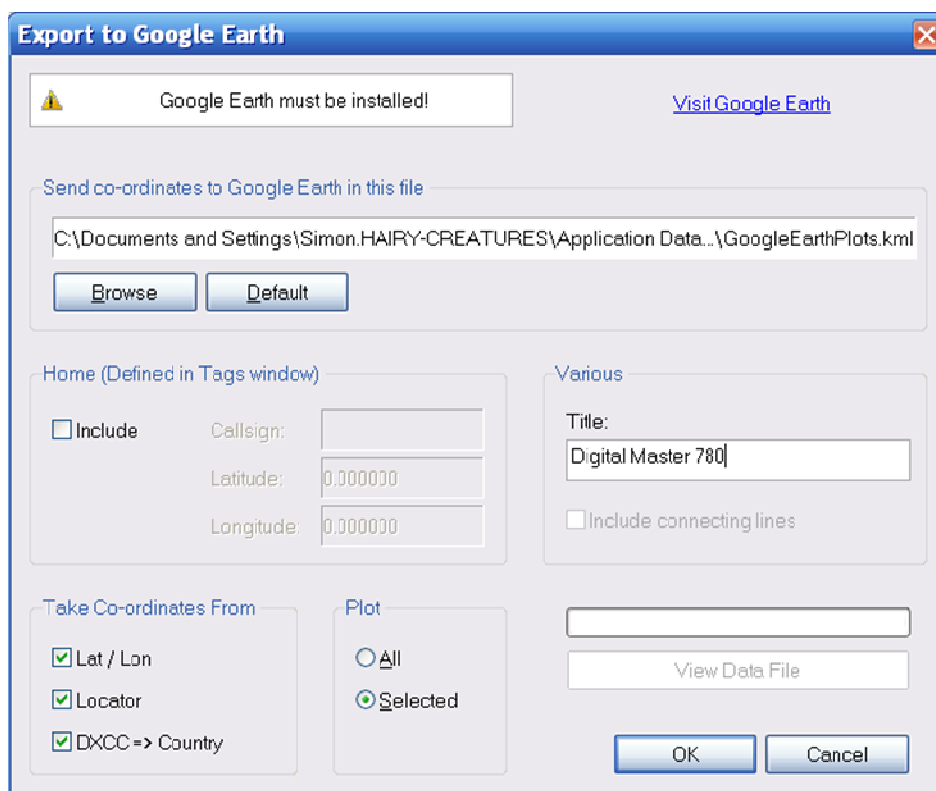 Export to Google Earth
Google Earth must be installed!
Visit Google Earth
Send co-ordinates to Google Earth in this file
C:\Documents and Settings\Simon.HAIRY-CREATURES\Application Data...\GoogleEarthPlots.kml
Browse
Default
Home (Defined in Tags window)
Include
Callsign:
Latitude:
0.000000
Longitude:
0.000000
Various
Title:
Digital Master 780
Include connecting lines
Take Co-ordinates From
Lat / Lon
Locator
DXCC => Country
Plot
All
Selected
View Data File
OK
Cancel